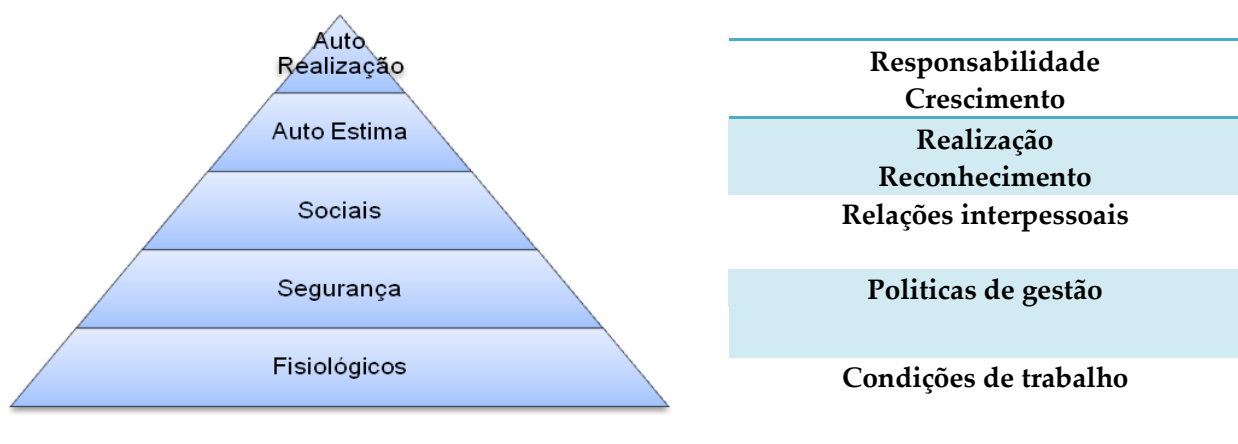 Auto
Realização
Auto Estima
Sociais
Segurança
Fisiológicos
Responsabilidade
Crescimento
Realização
Reconhecimento
Relações interpessoais
Politicas de gestão
Condições de trabalho